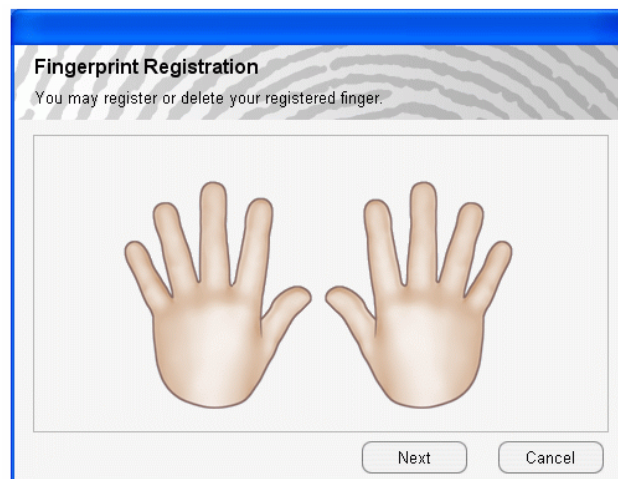 Fingerprint Registration
You may register or delete your registered finger.
Next
Cancel